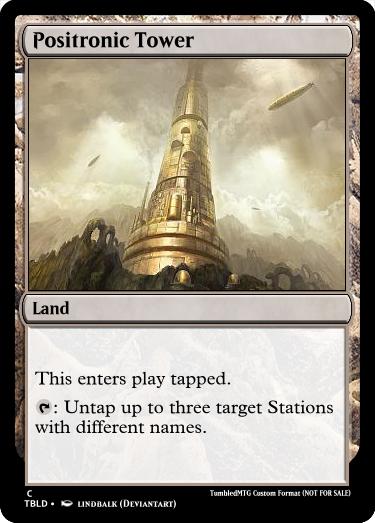 Positronic Tower
Land
This enters play tapped.
: Untap up to three target Stations
with different names.
C
TBLD • LINDBALK (DEVIANTART)
TumbledMTG Custom Format (NOT FOR SALE)